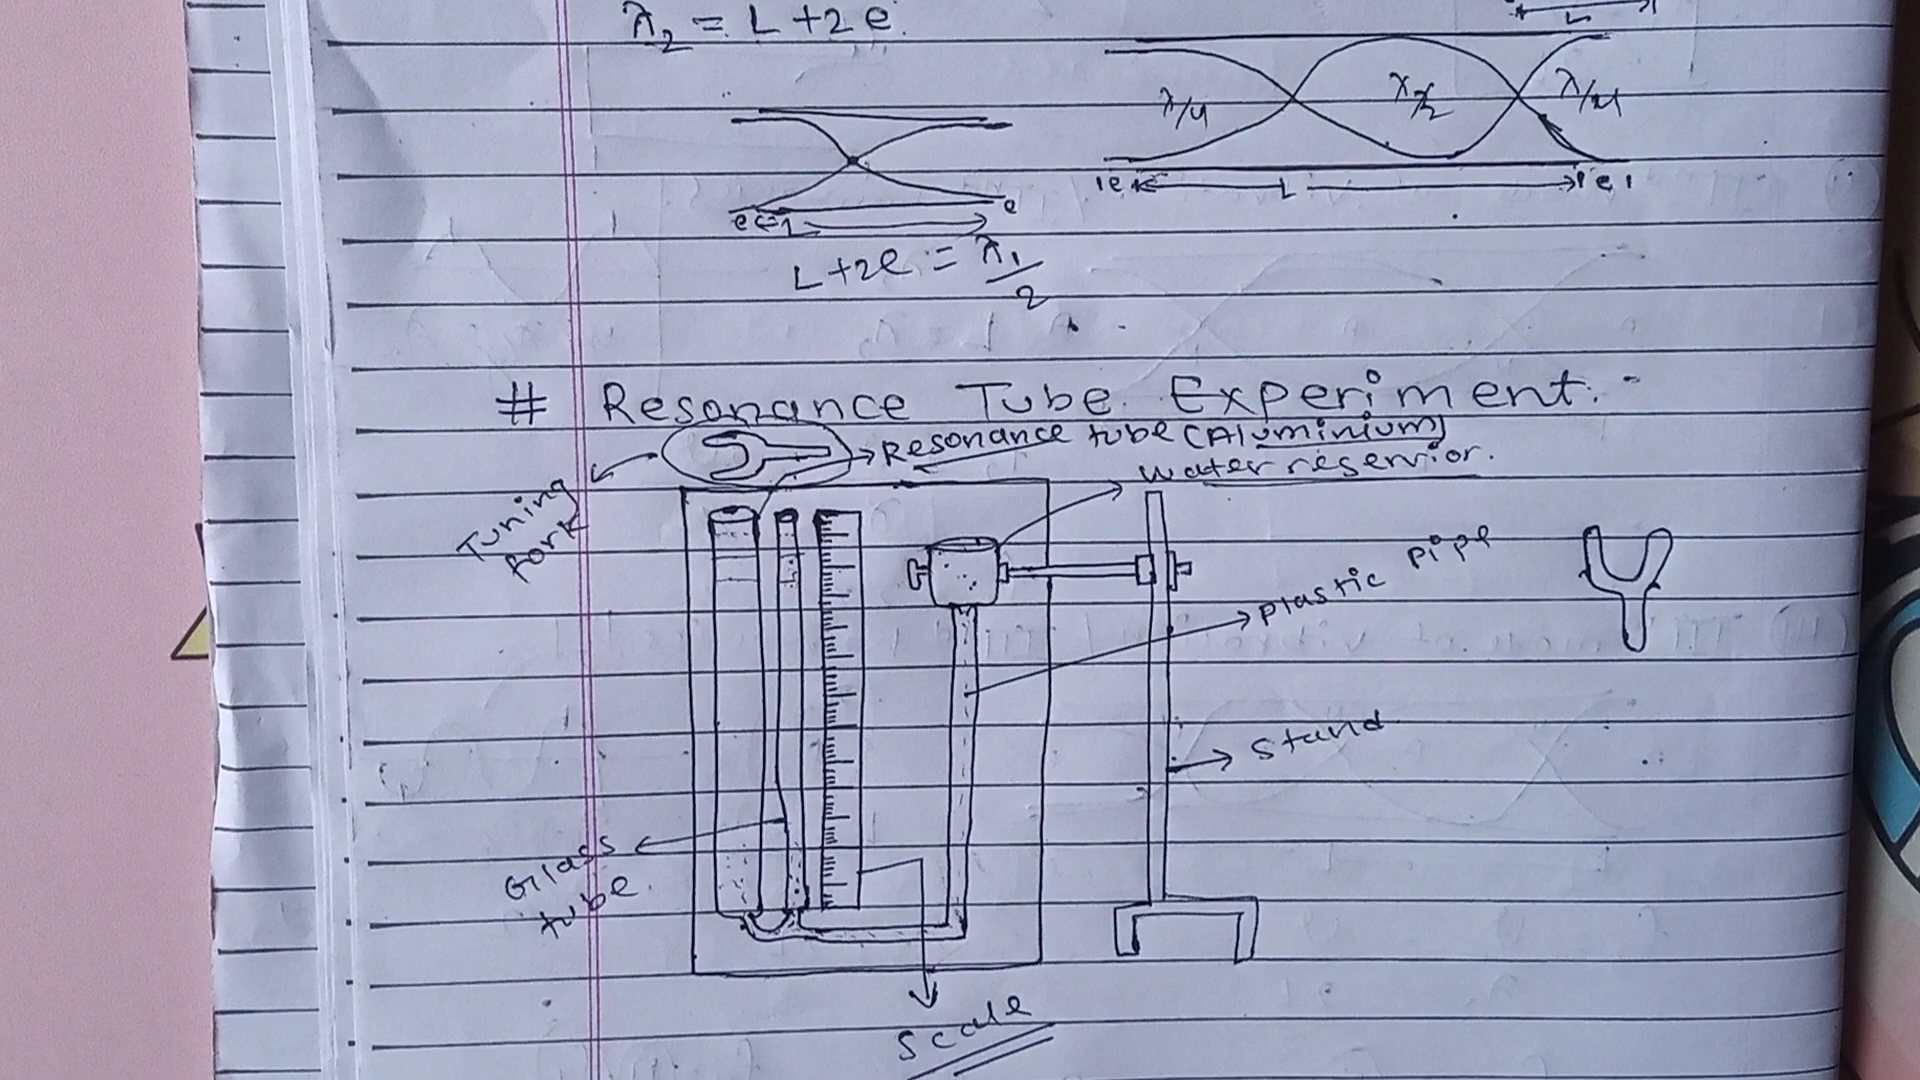 λ₂ = L + 2e.
L
λ/4 λ/2 λ/4
e L e
e L e
L + 2e = λ₁/2
# Resonance Tube Experiment:-
Resonance tube (Aluminium)
water reservior.
Tuning fork
plastic pipe
stand
Glass tube.
scale